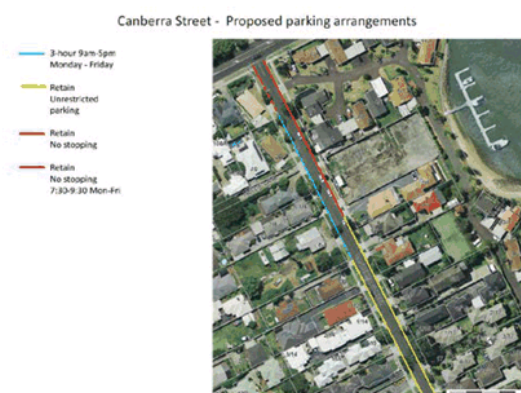 Canberra Street - Proposed parking arrangements
3-hour 9am-5pm
Monday - Friday
Retain
Unrestricted
parking
Retain
No stopping
Retain
No stopping
7:30-9:30 Mon-Fri